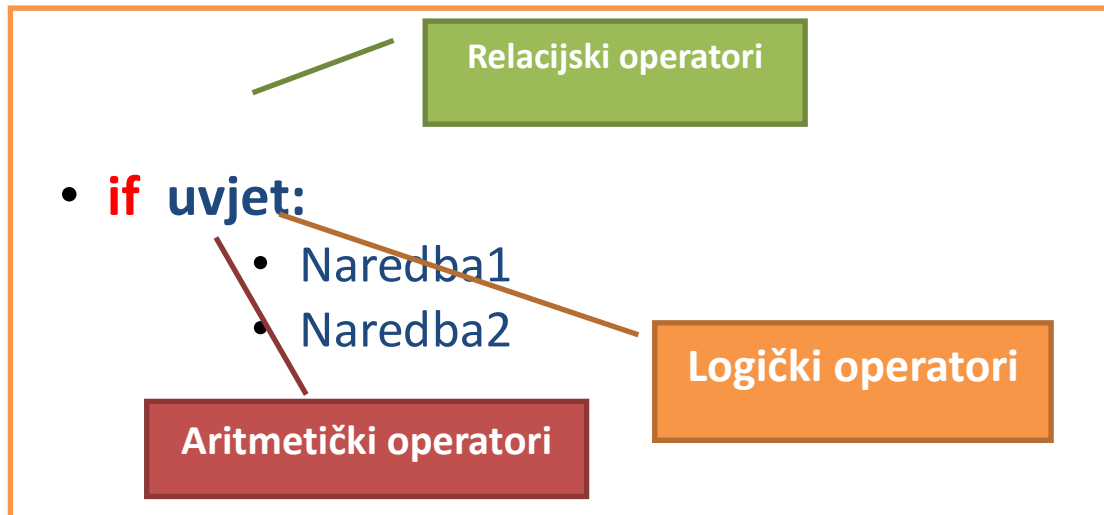 Relacijski operatori
• if uvjet:
• Naredba1
• Naredba2
Logički operatori
Aritmetički operatori